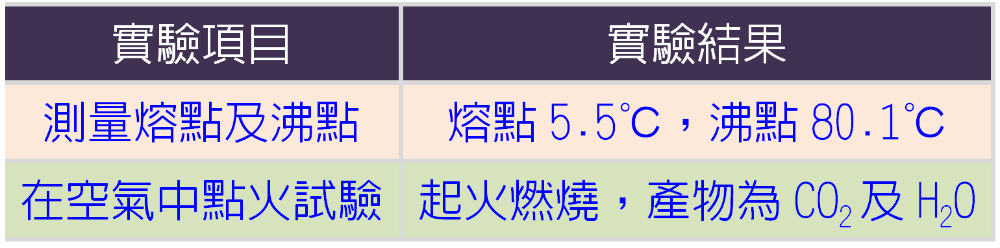 實驗項目 實驗結果
測量熔點及沸點 熔點 5.5℃，沸點 80.1℃
在空氣中點火試驗 起火燃燒，產物為 CO₂ 及 H₂O